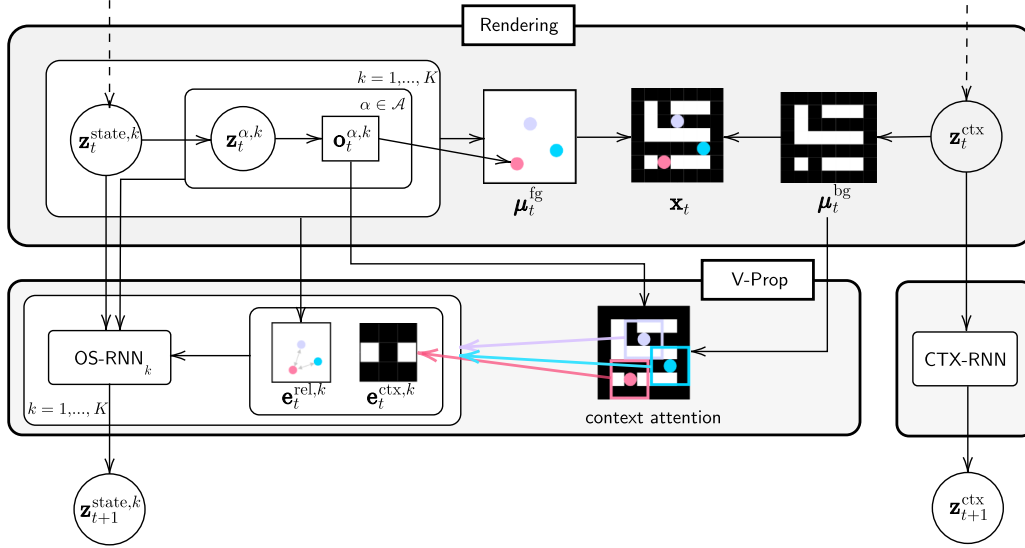 Rendering
k = 1,..., K
α ∈ 𝒜
z_t^{state,k}
z_t^{α,k}
o_t^{α,k}
z_t^{ctx}
μ_t^{fg}
x_t
μ_t^{bg}
V-Prop
OS-RNN_k
CTX-RNN
e_t^{rel,k}
e_t^{ctx,k}
k = 1,..., K
context attention
z_{t+1}^{state,k}
z_{t+1}^{ctx}